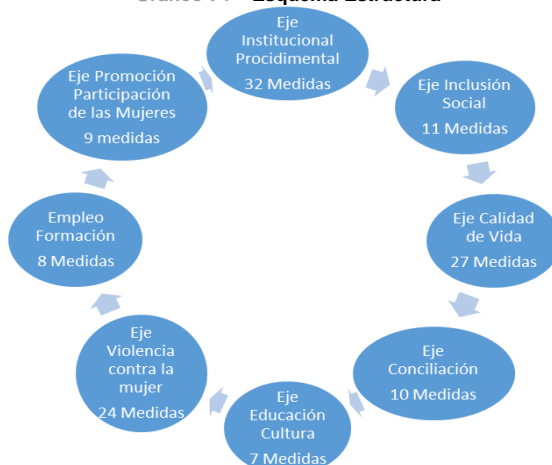 Esquema Estructura
Eje
Institucional
Procidimental
32 Medidas
Eje Inclusión
Social
11 Medidas
Eje Calidad
de Vida
27 Medidas
Eje
Conciliación
10 Medidas
Eje
Educación
Cultura
7 Medidas
Eje
Violencia
contra la
mujer
24 Medidas
Empleo
Formación
8 Medidas
Eje Promoción
Participación
de las Mujeres
9 medidas